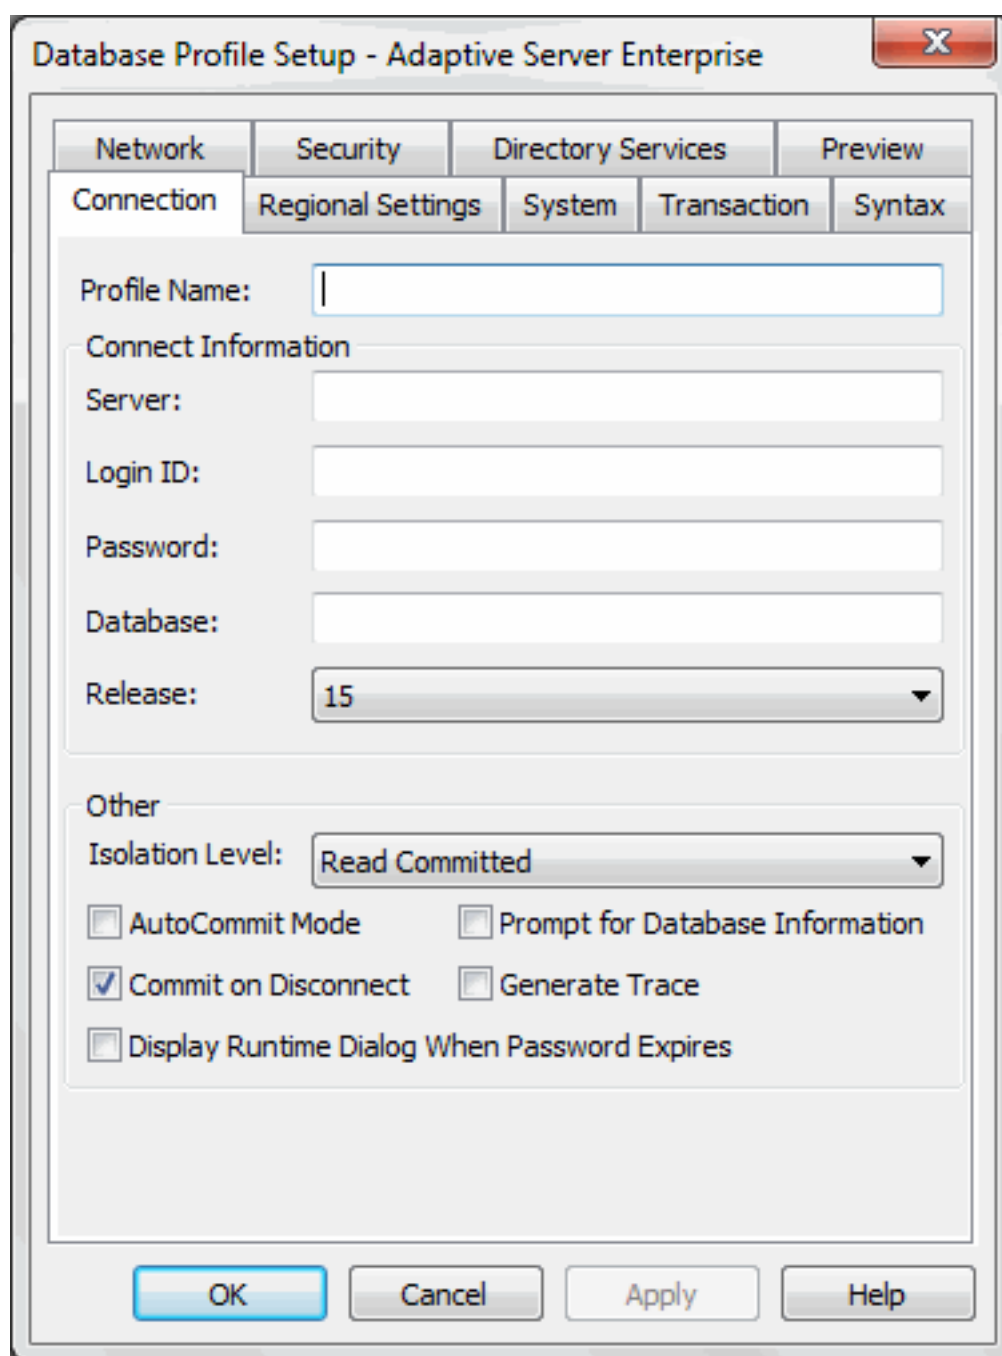 Database Profile Setup - Adaptive Server Enterprise
Network Security Directory Services Preview
Connection Regional Settings System Transaction Syntax
Profile Name:
Connect Information
Server:
Login ID:
Password:
Database:
Release: 15
Other
Isolation Level: Read Committed
AutoCommit Mode Prompt for Database Information
Commit on Disconnect Generate Trace
Display Runtime Dialog When Password Expires
OK Cancel Apply Help